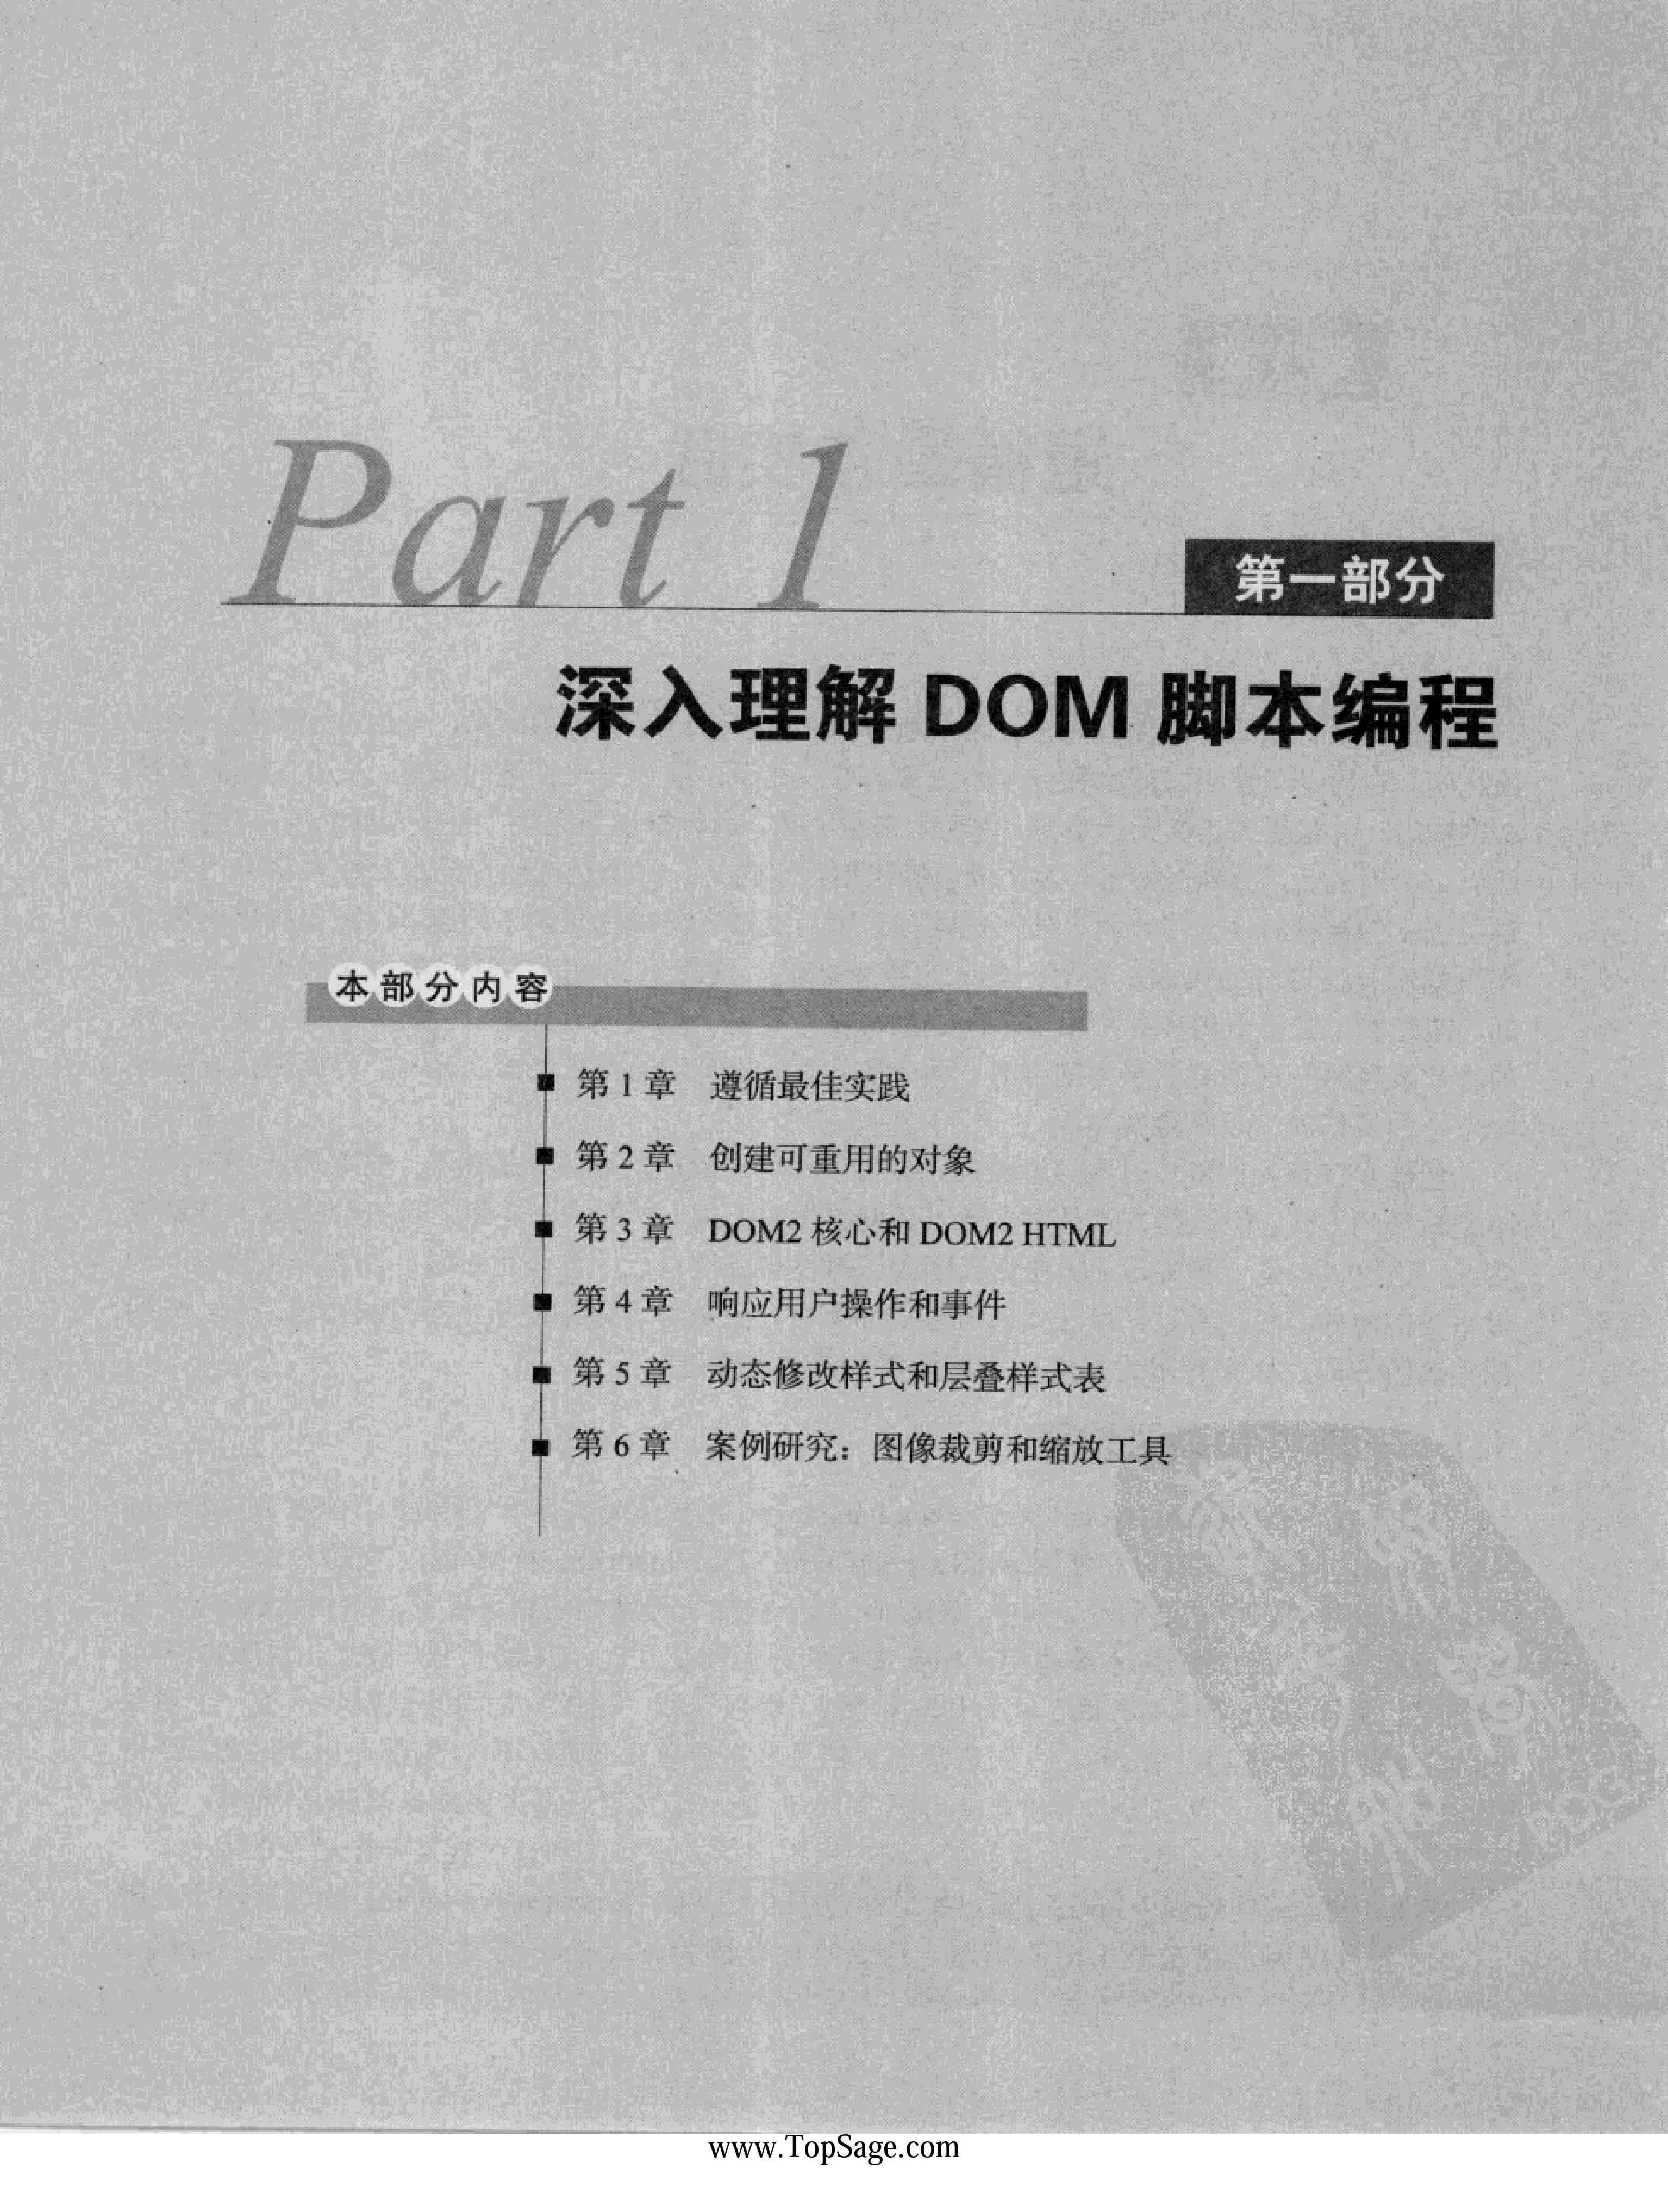 Part 1
第一部分
深入理解 DOM 脚本编程
本部分内容
第 1 章 遵循最佳实践
第 2 章 创建可重用的对象
第 3 章 DOM2 核心和 DOM2 HTML
第 4 章 响应用户操作和事件
第 5 章 动态修改样式和层叠样式表
第 6 章 案例研究：图像裁剪和缩放工具
PDG
www.TopSage.com